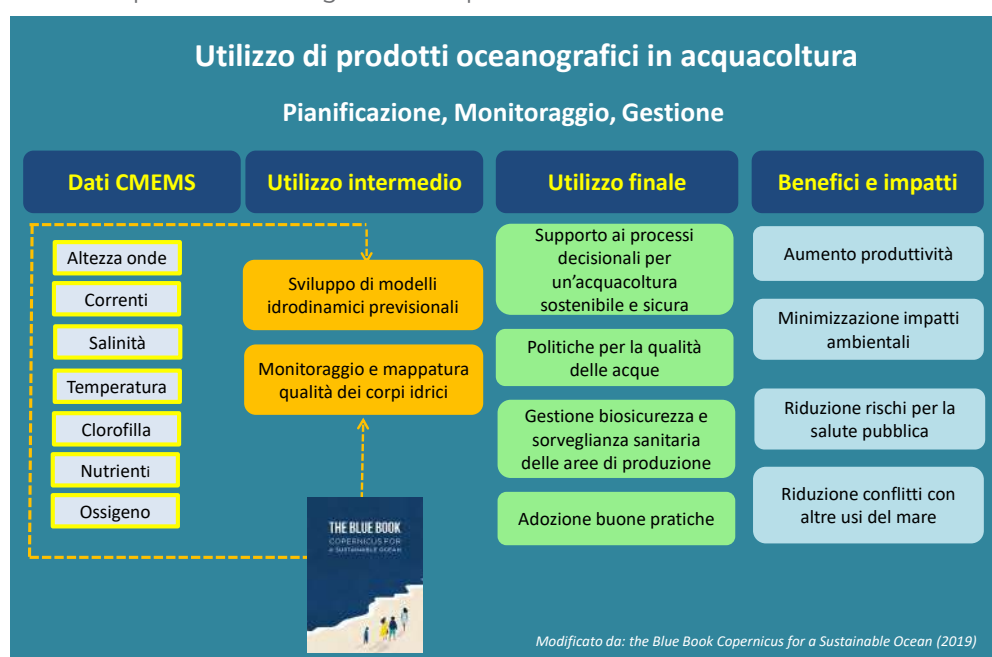 Utilizzo di prodotti oceanografici in acquacoltura
Pianificazione, Monitoraggio, Gestione
Dati CMEMS
Altezza onde
Correnti
Salinità
Temperatura
Clorofilla
Nutrienti
Ossigeno
Utilizzo intermedio
Sviluppo di modelli
idrodinamici previsionali
Monitoraggio e mappatura
qualità dei corpi idrici
THE BLUE BOOK
COPERNICUS FOR
A SUSTAINABLE OCEAN
Utilizzo finale
Supporto ai processi
decisionali per
un'acquacoltura
sostenibile e sicura
Politiche per la qualità
delle acque
Gestione biosicurezza e
sorveglianza sanitaria
delle aree di produzione
Adozione buone pratiche
Benefici e impatti
Aumento produttività
Minimizzazione impatti
ambientali
Riduzione rischi per la
salute pubblica
Riduzione conflitti con
altre usi del mare
Modificato da: the Blue Book Copernicus for a Sustainable Ocean (2019)